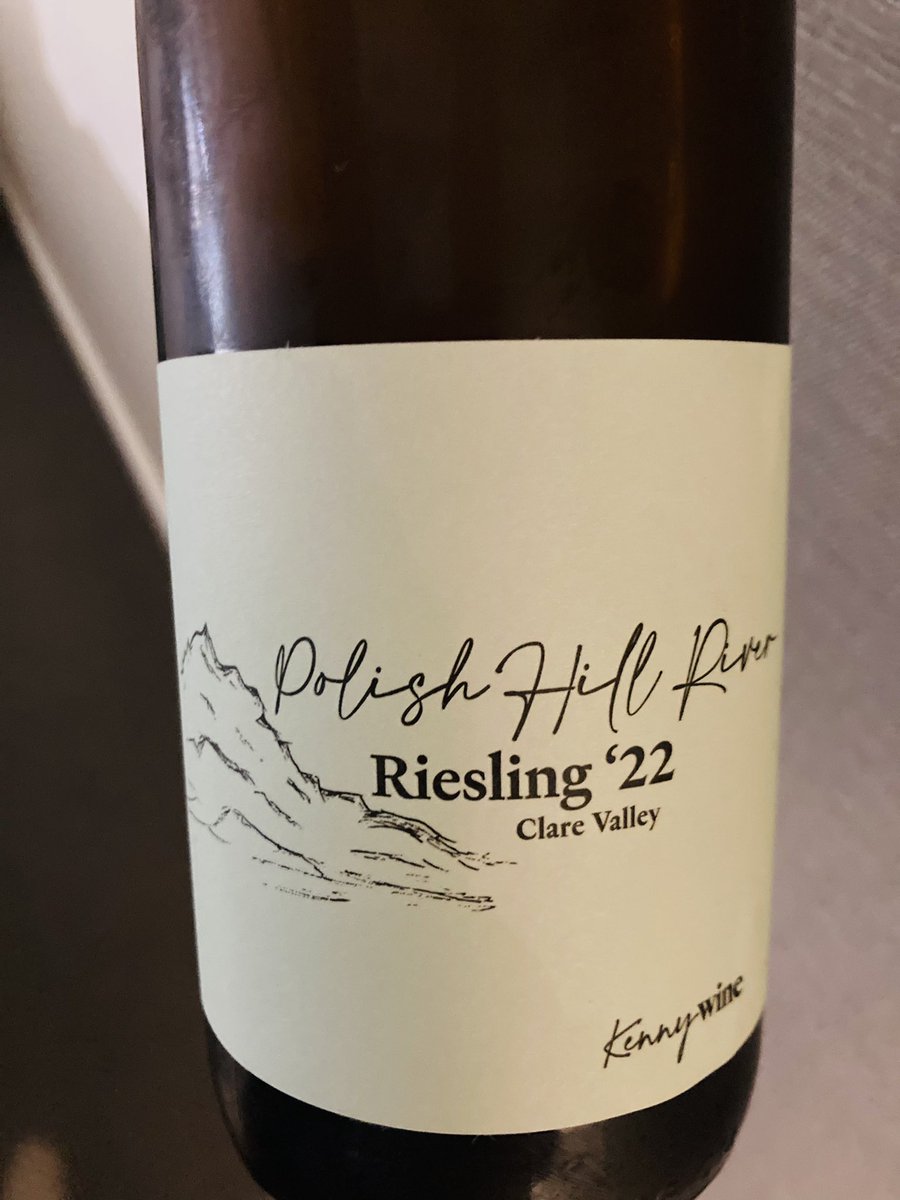 Polish Hill River
Riesling ‘22
Clare Valley
Kennywine